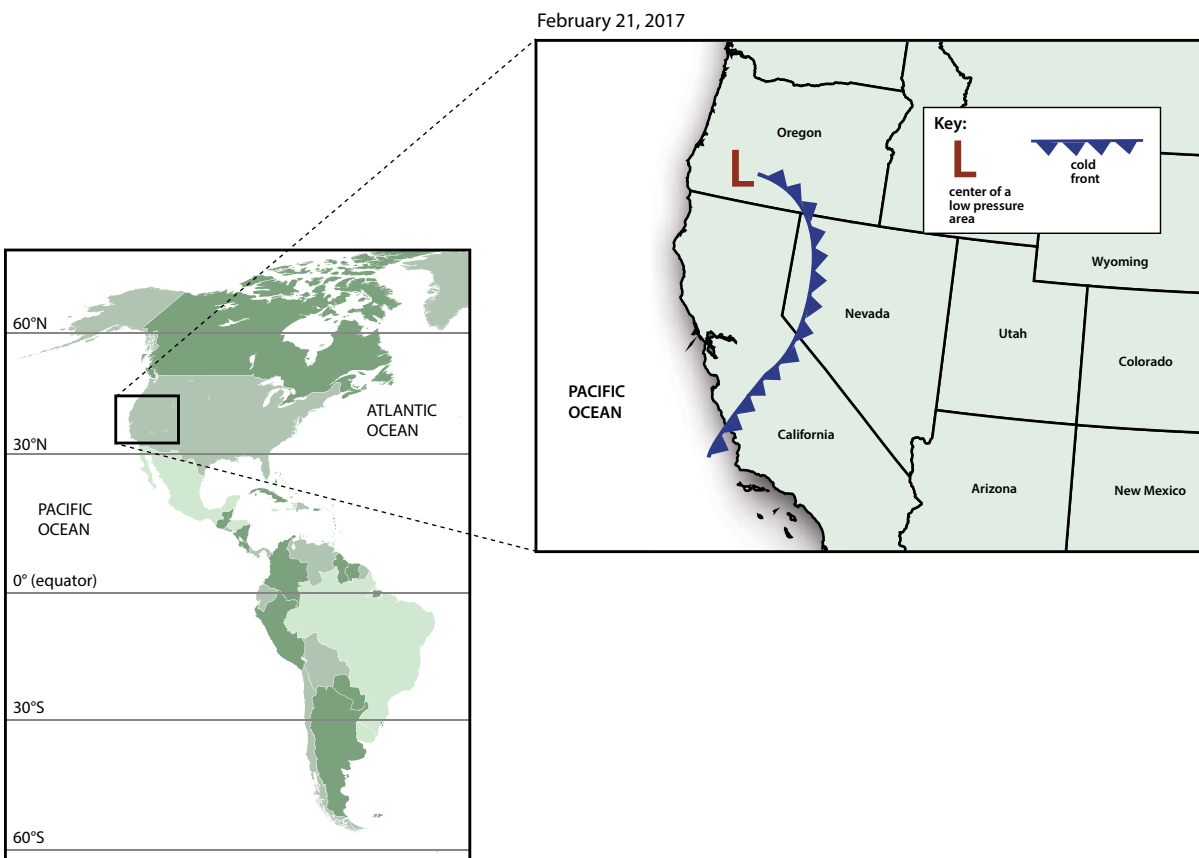 February 21, 2017
Oregon
Key:
L
center of a
low pressure
area
cold
front
L
Wyoming
Nevada
Utah
Colorado
PACIFIC
OCEAN
California
Arizona
New Mexico
60°N
ATLANTIC
OCEAN
30°N
PACIFIC
OCEAN
0° (equator)
30°S
60°S